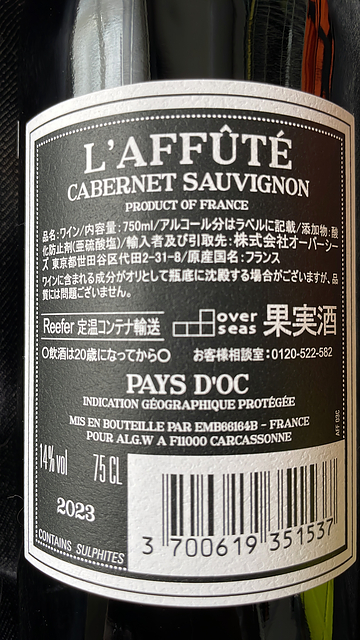 L'AFFÛTÉ
CABERNET SAUVIGNON
PRODUCT OF FRANCE
品名:ワイン/内容量:750ml/アルコール分はラベルに記載/添加物:酸
化防止剤(亜硫酸塩)/輸入者及び引取先:株式会社オーバーシー
ズ 東京都世田谷区代田2-31-8/原産国名:フランス
ワインに含まれる成分がオリとして瓶底に沈殿する場合がございますが、品
質には問題ございません。
Reefer 定温コンテナ輸送
over
seas
果実酒
〇飲酒は20歳になってから〇 お客様相談室:0120-522-582
PAYS D'OC
INDICATION GÉOGRAPHIQUE PROTÉGÉE
MIS EN BOUTEILLE PAR EMB66164B - FRANCE
POUR ALG.W A F11000 CARCASSONNE
14% vol 75 CL
2023
CONTAINS SULPHITES
3 700619 351537